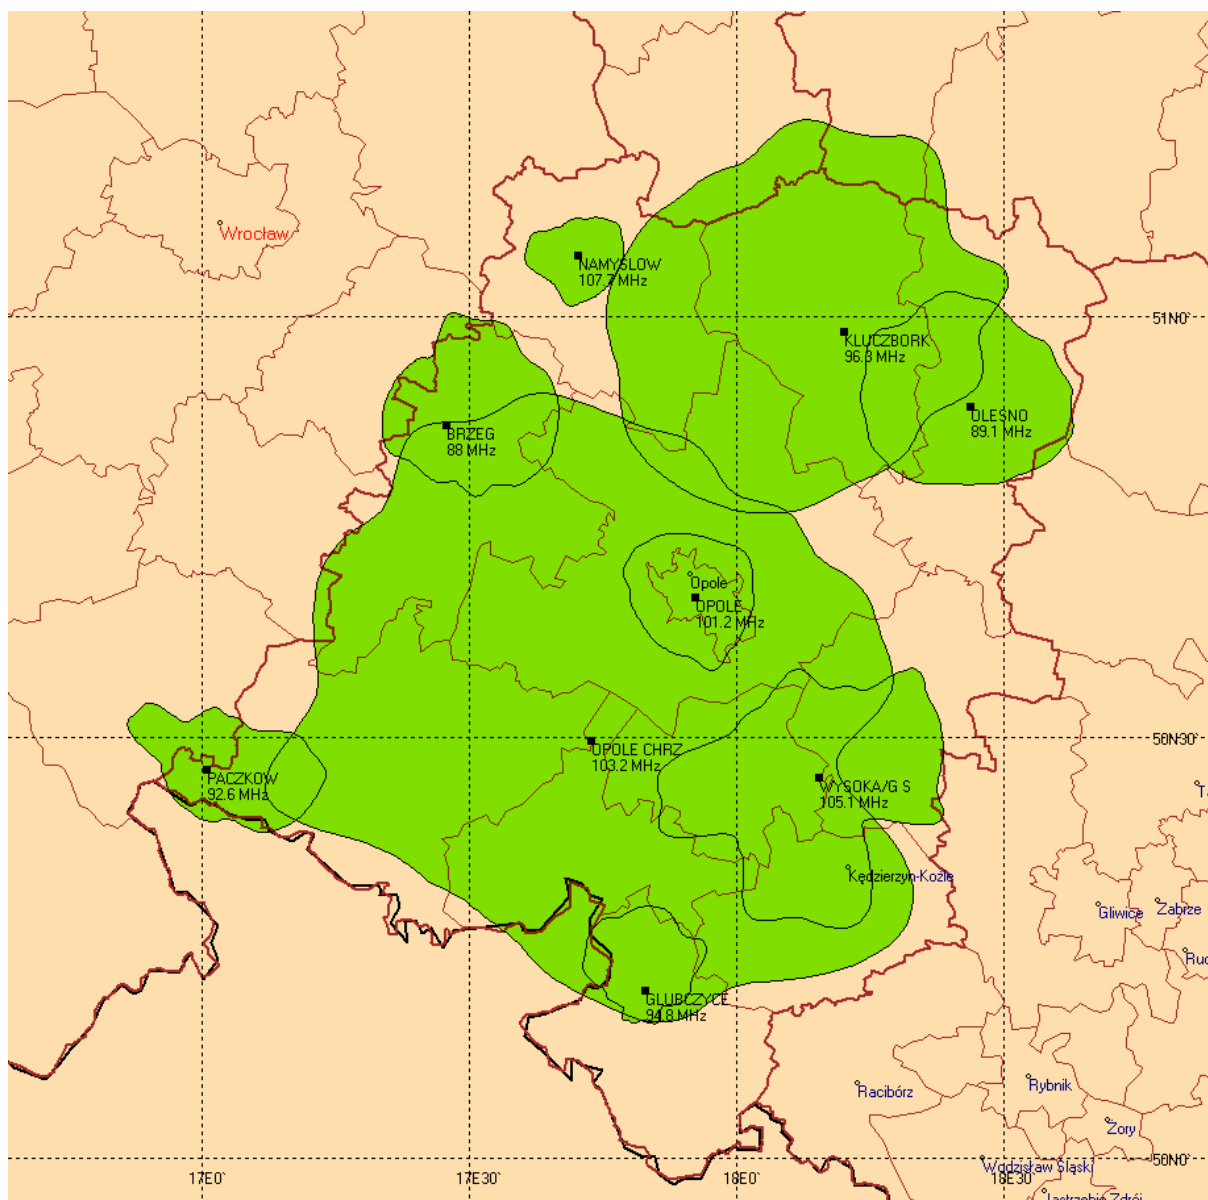 Wrocław
NAMYSLOW
107.7 MHz
51N0'
KLUCZBORK
96.3 MHz
OLESNO
89.1 MHz
BRZEG
88 MHz
Opole
OPOLE
101.2 MHz
50N30'
OPOLE CHRZ
103.2 MHz
PACZKOW
92.6 MHz
WYSOKA/G S
105.1 MHz
Kędzierzyn-Koźle
Gliwice
Zabrze
GLUBCZYCE
94.8 MHz
Racibórz
Rybnik
Żory
50N0'
Wodzisław Śląski
17E0'
17E30'
18E0'
18E30'
Jastrzębie Zdrój